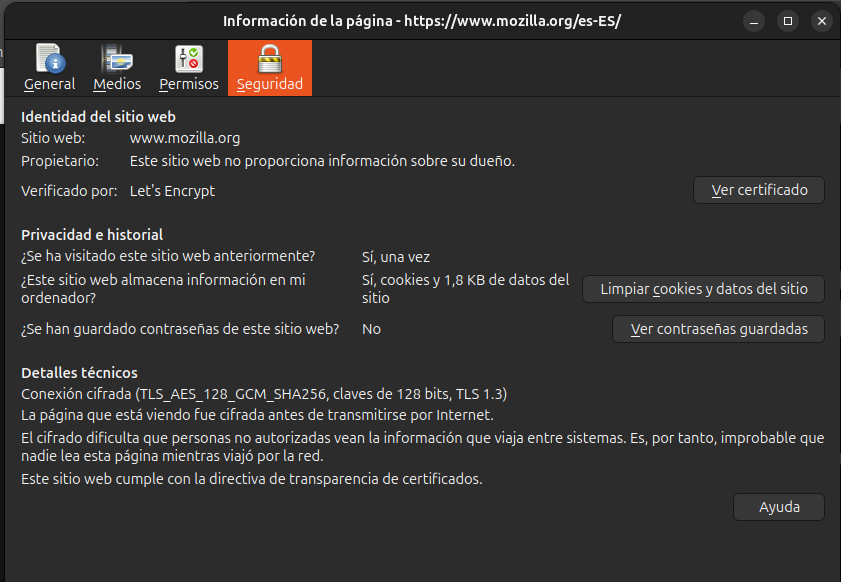 Información de la página - https://www.mozilla.org/es-ES/
General Medios Permisos Seguridad
Identidad del sitio web
Sitio web: www.mozilla.org
Propietario: Este sitio web no proporciona información sobre su dueño.
Verificado por: Let's Encrypt Ver certificado
Privacidad e historial
¿Se ha visitado este sitio web anteriormente? Sí, una vez
¿Este sitio web almacena información en mi
ordenador?
Sí, cookies y 1,8 KB de datos del
sitio
Limpiar cookies y datos del sitio
¿Se han guardado contraseñas de este sitio web? No Ver contraseñas guardadas
Detalles técnicos
Conexión cifrada (TLS_AES_128_GCM_SHA256, claves de 128 bits, TLS 1.3)
La página que está viendo fue cifrada antes de transmitirse por Internet.
El cifrado dificulta que personas no autorizadas vean la información que viaja entre sistemas. Es, por tanto, improbable que
nadie lea esta página mientras viajó por la red.
Este sitio web cumple con la directiva de transparencia de certificados.
Ayuda